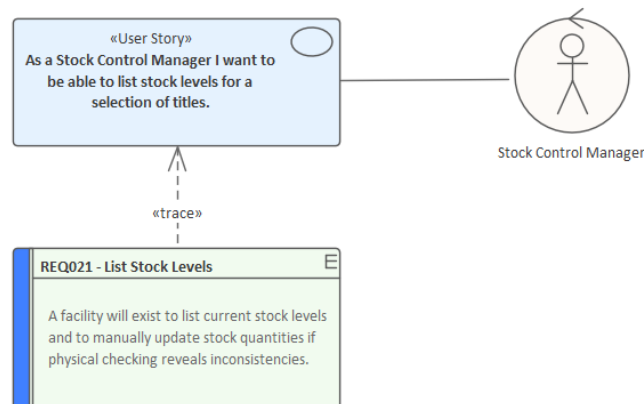 «User Story»
As a Stock Control Manager I want to
be able to list stock levels for a
selection of titles.
Stock Control Manager
«trace»
REQ021 - List Stock Levels
E
A facility will exist to list current stock levels
and to manually update stock quantities if
physical checking reveals inconsistencies.